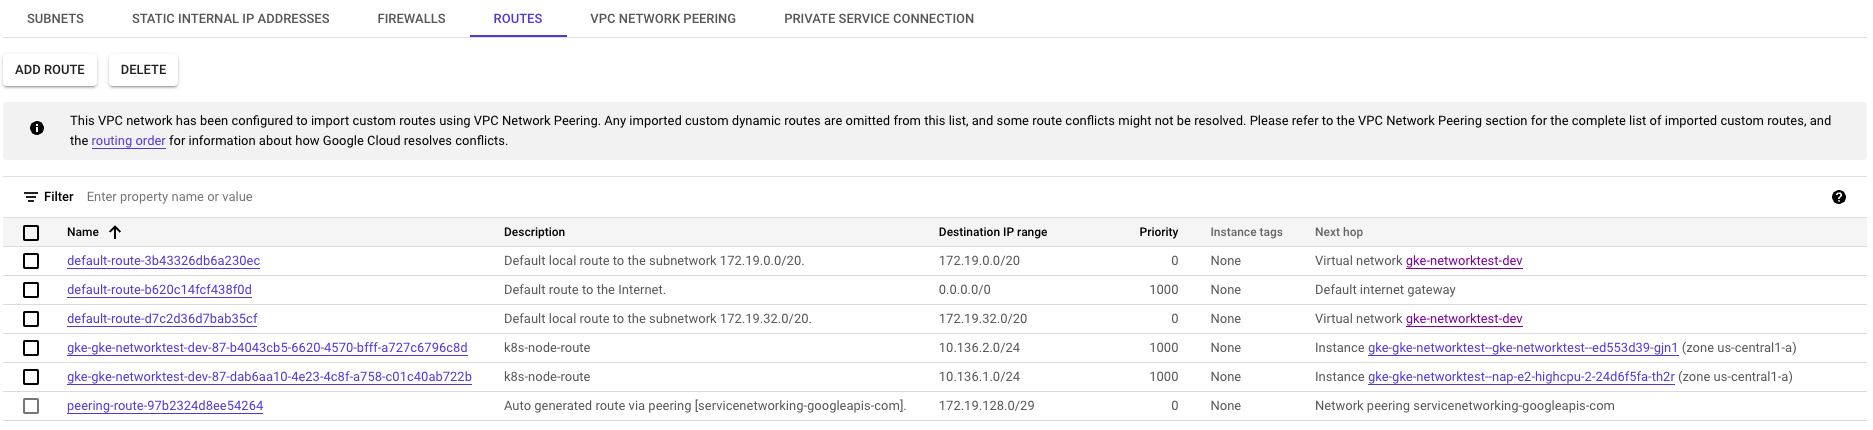 SUBNETS STATIC INTERNAL IP ADDRESSES FIREWALLS ROUTES VPC NETWORK PEERING PRIVATE SERVICE CONNECTION
ADD ROUTE DELETE
This VPC network has been configured to import custom routes using VPC Network Peering. Any imported custom dynamic routes are omitted from this list, and some route conflicts might not be resolved. Please refer to the VPC Network Peering section for the complete list of imported custom routes, and
the routing order for information about how Google Cloud resolves conflicts.
Filter Enter property name or value
Name Description Destination IP range Priority Instance tags Next hop
default-route-3b43326db6a230ec Default local route to the subnetwork 172.19.0.0/20. 172.19.0.0/20 0 None Virtual network gke-networktest-dev
default-route-b620c14fcf438f0d Default route to the Internet. 0.0.0.0/0 1000 None Default internet gateway
default-route-d7c2d36d7bab35cf Default local route to the subnetwork 172.19.32.0/20. 172.19.32.0/20 0 None Virtual network gke-networktest-dev
gke-gke-networktest-dev-87-b4043cb5-6620-4570-bfff-a727c6796c8d k8s-node-route 10.136.2.0/24 1000 None Instance gke-gke-networktest--gke-networktest--ed553d39-gjn1 (zone us-central1-a)
gke-gke-networktest-dev-87-dab6aa10-4e23-4c8f-a758-c01c40ab722b k8s-node-route 10.136.1.0/24 1000 None Instance gke-gke-networktest--nap-e2-highcpu-2-24d6f5fa-th2r (zone us-central1-a)
peering-route-97b2324d8ee54264 Auto generated route via peering [servicenetworking-googleapis-com]. 172.19.128.0/29 0 None Network peering servicenetworking-googleapis-com